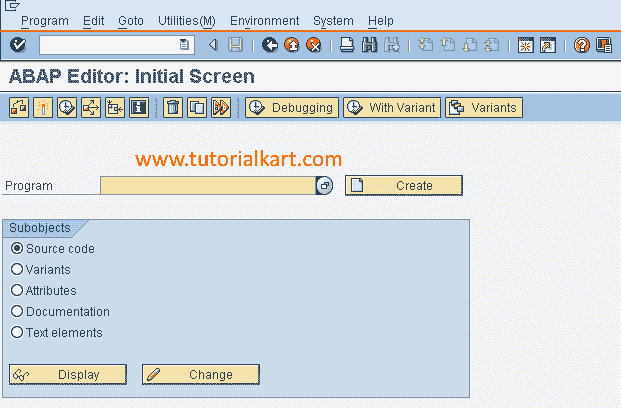 Program Edit Goto Utilities(M) Environment System Help
ABAP Editor: Initial Screen
Debugging With Variant Variants
www.tutorialkart.com
Program Create
Subobjects
Source code
Variants
Attributes
Documentation
Text elements
Display Change